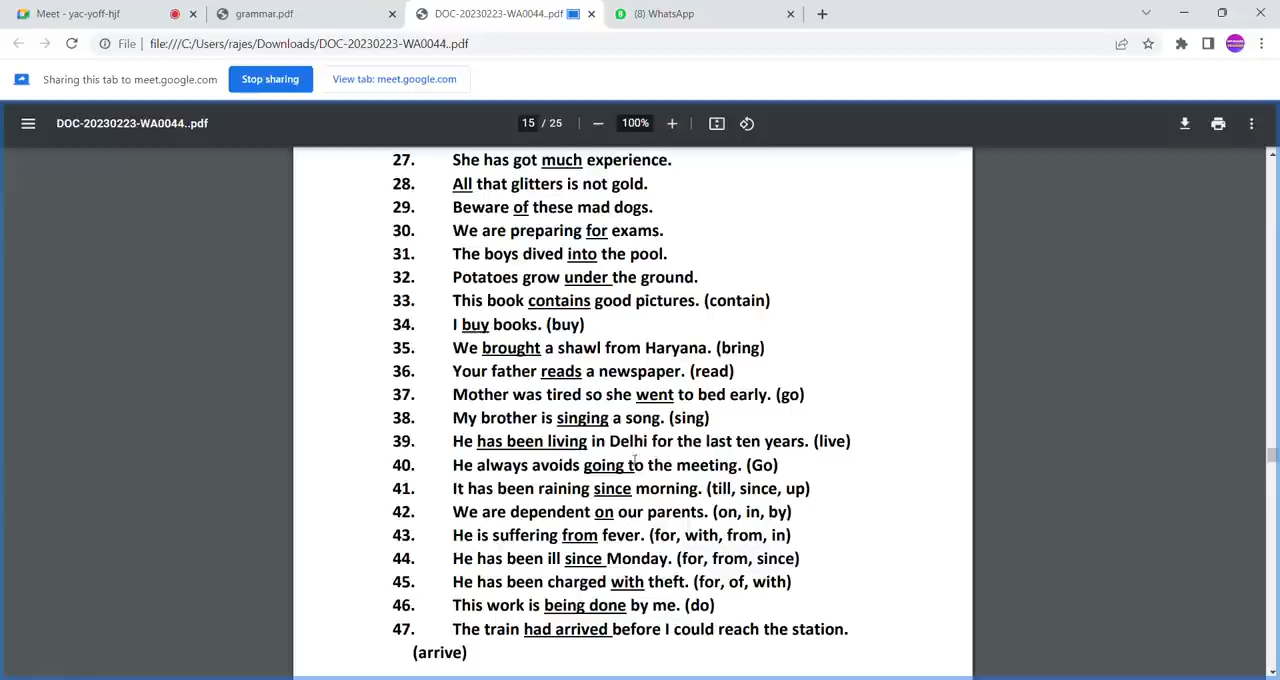 Meet - yac-yoff-hjf
grammar.pdf
DOC-20230223-WA0044..pdf
(8) WhatsApp
File file:///C:/Users/rajes/Downloads/DOC-20230223-WA0044..pdf
Sharing this tab to meet.google.com Stop sharing View tab: meet.google.com
DOC-20230223-WA0044..pdf 15 / 25 100%
27. She has got much experience.
28. All that glitters is not gold.
29. Beware of these mad dogs.
30. We are preparing for exams.
31. The boys dived into the pool.
32. Potatoes grow under the ground.
33. This book contains good pictures. (contain)
34. I buy books. (buy)
35. We brought a shawl from Haryana. (bring)
36. Your father reads a newspaper. (read)
37. Mother was tired so she went to bed early. (go)
38. My brother is singing a song. (sing)
39. He has been living in Delhi for the last ten years. (live)
40. He always avoids going to the meeting. (Go)
41. It has been raining since morning. (till, since, up)
42. We are dependent on our parents. (on, in, by)
43. He is suffering from fever. (for, with, from, in)
44. He has been ill since Monday. (for, from, since)
45. He has been charged with theft. (for, of, with)
46. This work is being done by me. (do)
47. The train had arrived before I could reach the station.
(arrive)